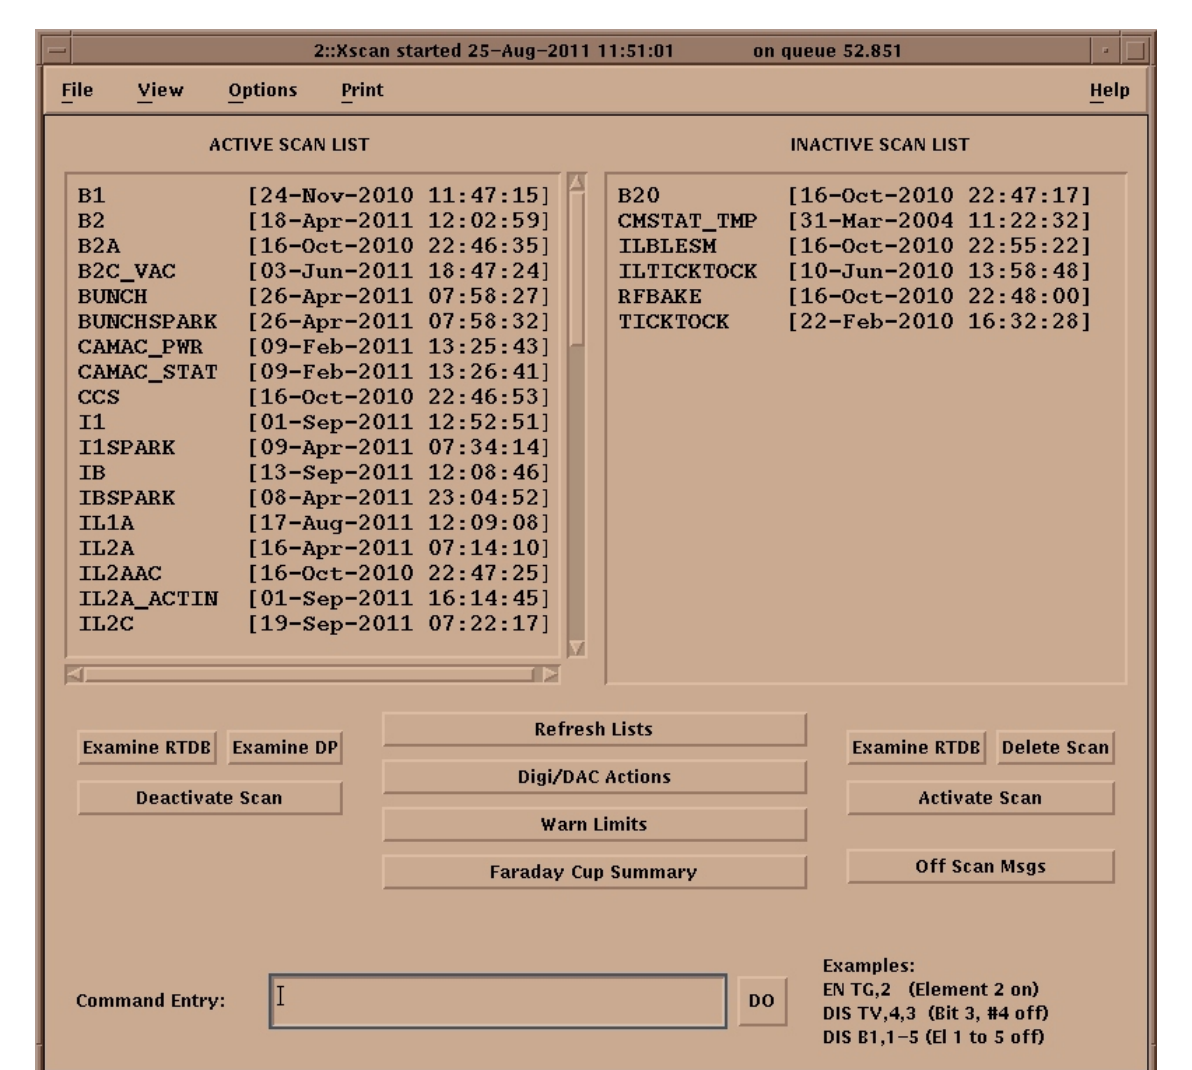 2::Xscan started 25-Aug-2011 11:51:01 on queue 52.851
File View Options Print Help
ACTIVE SCAN LIST
B1 [24-Nov-2010 11:47:15]
B2 [18-Apr-2011 12:02:59]
B2A [16-Oct-2010 22:46:35]
B2C_VAC [03-Jun-2011 18:47:24]
BUNCH [26-Apr-2011 07:58:27]
BUNCHSPARK [26-Apr-2011 07:58:32]
CAMAC_PWR [09-Feb-2011 13:25:43]
CAMAC_STAT [09-Feb-2011 13:26:41]
CCS [16-Oct-2010 22:46:53]
I1 [01-Sep-2011 12:52:51]
I1SPARK [09-Apr-2011 07:34:14]
IB [13-Sep-2011 12:08:46]
IBSPARK [08-Apr-2011 23:04:52]
IL1A [17-Aug-2011 12:09:08]
IL2A [16-Apr-2011 07:14:10]
IL2AAC [16-Oct-2010 22:47:25]
IL2A_ACTIN [01-Sep-2011 16:14:45]
IL2C [19-Sep-2011 07:22:17]
INACTIVE SCAN LIST
B20 [16-Oct-2010 22:47:17]
CMSTAT_TMP [31-Mar-2004 11:22:32]
ILBLESM [16-Oct-2010 22:55:22]
ILTICKTOCK [10-Jun-2010 13:58:48]
RFBAKE [16-Oct-2010 22:48:00]
TICKTOCK [22-Feb-2010 16:32:28]
Examine RTDB Examine DP
Deactivate Scan
Refresh Lists
Digi/DAC Actions
Warn Limits
Faraday Cup Summary
Examine RTDB Delete Scan
Activate Scan
Off Scan Msgs
Command Entry: DO
Examples:
EN TG,2 (Element 2 on)
DIS TV,4,3 (Bit 3, #4 off)
DIS B1,1-5 (El 1 to 5 off)